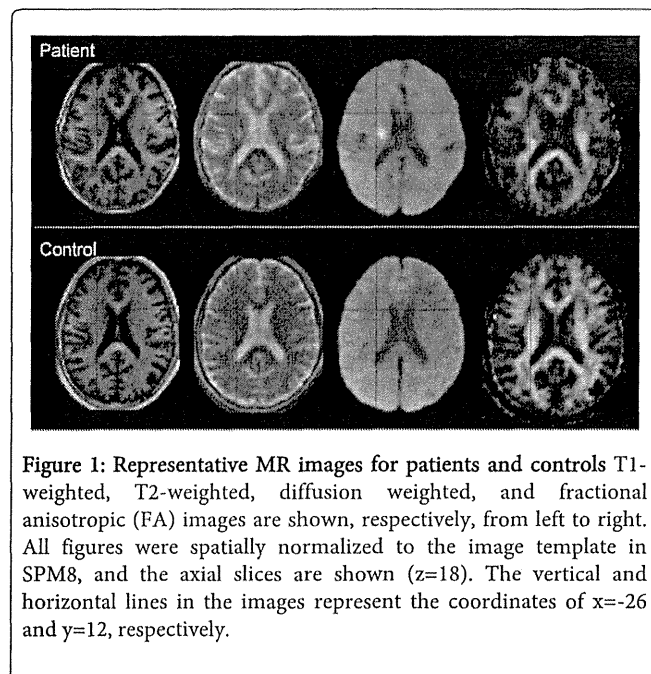 Patient
Control
Figure 1: Representative MR images for patients and controls T1-
weighted, T2-weighted, diffusion weighted, and fractional
anisotropic (FA) images are shown, respectively, from left to right.
All figures were spatially normalized to the image template in
SPM8, and the axial slices are shown (z=18). The vertical and
horizontal lines in the images represent the coordinates of x=-26
and y=12, respectively.